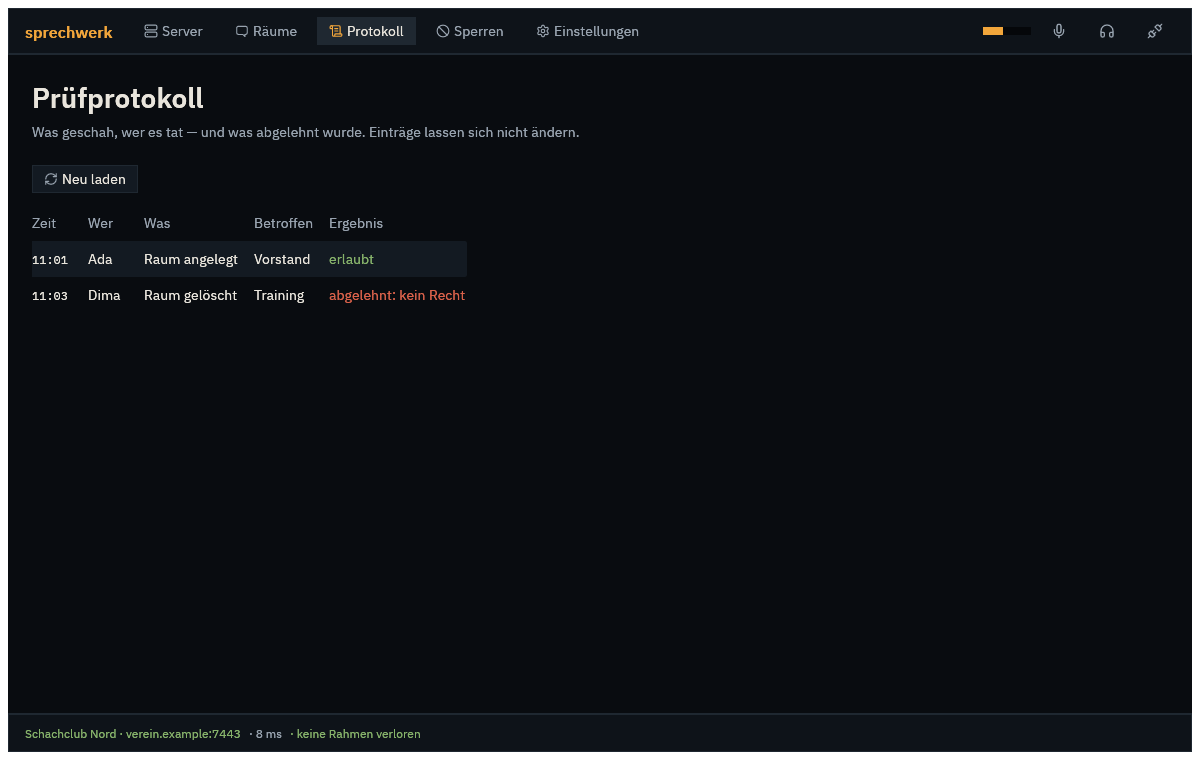 sprechwerk Server Räume Protokoll Sperren Einstellungen
Prüfprotokoll
Was geschah, wer es tat — und was abgelehnt wurde. Einträge lassen sich nicht ändern.
Neu laden
Zeit Wer Was Betroffen Ergebnis
11:01 Ada Raum angelegt Vorstand erlaubt
11:03 Dima Raum gelöscht Training abgelehnt: kein Recht
Schachclub Nord · verein.example:7443 · 8 ms · keine Rahmen verloren